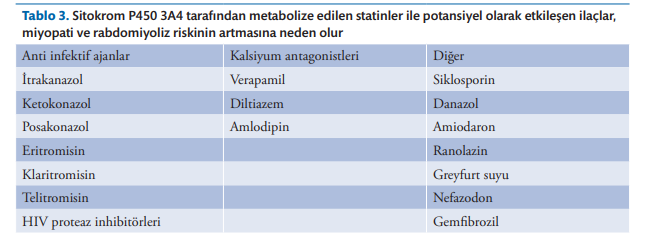 Tablo 3. Sitokrom P450 3A4 tarafından metabolize edilen statinler ile potansiyel olarak etkileşen ilaçlar,
miyopati ve rabdomiyoliz riskinin artmasına neden olur
Anti infektif ajanlar Kalsiyum antagonistleri Diğer
İtrakanazol Verapamil Siklosporin
Ketokonazol Diltiazem Danazol
Posakonazol Amlodipin Amiodaron
Eritromisin Ranolazin
Klaritromisin Greyfurt suyu
Telitromisin Nefazodon
HIV proteaz inhibitörleri Gemfibrozil